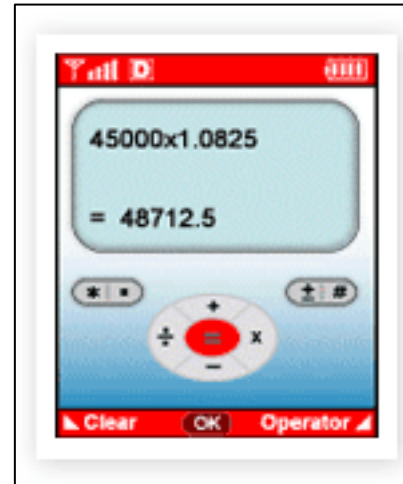 D
45000x1.0825
= 48712.5
* ▪ ± #
+
÷ = x
−
Clear OK Operator